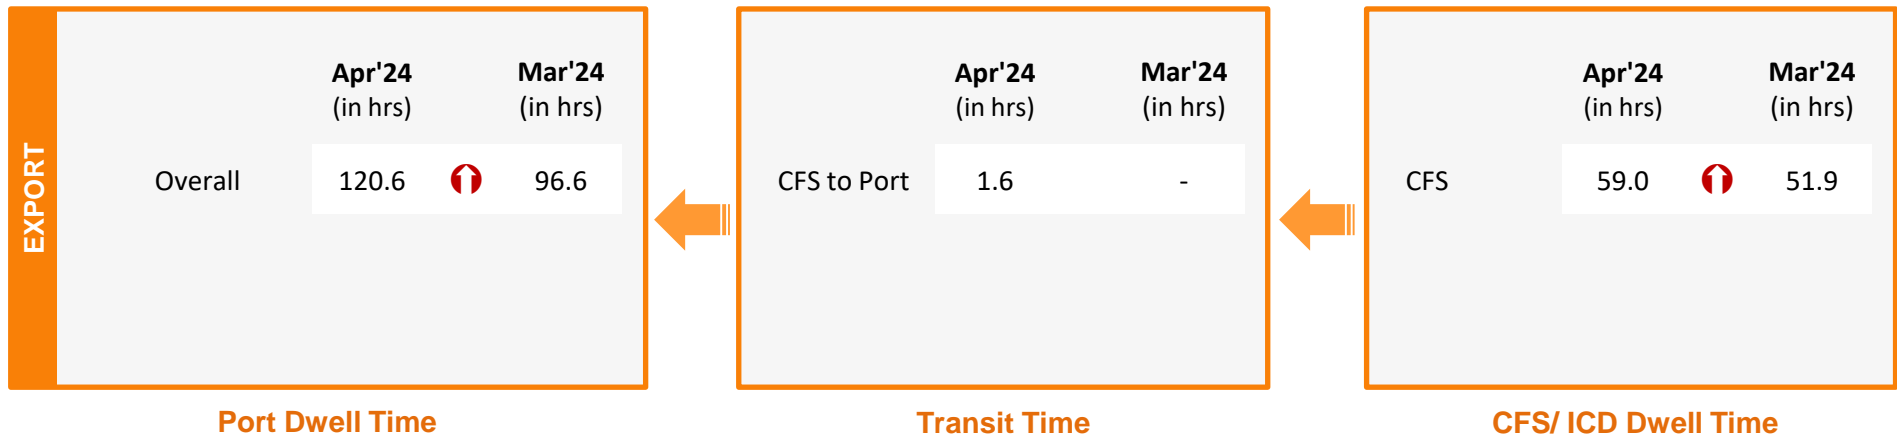 EXPORT
Apr'24 Mar'24
(in hrs) (in hrs)
Overall 120.6 96.6
Port Dwell Time
Apr'24 Mar'24
(in hrs) (in hrs)
CFS to Port 1.6 -
Transit Time
Apr'24 Mar'24
(in hrs) (in hrs)
CFS 59.0 51.9
CFS/ ICD Dwell Time